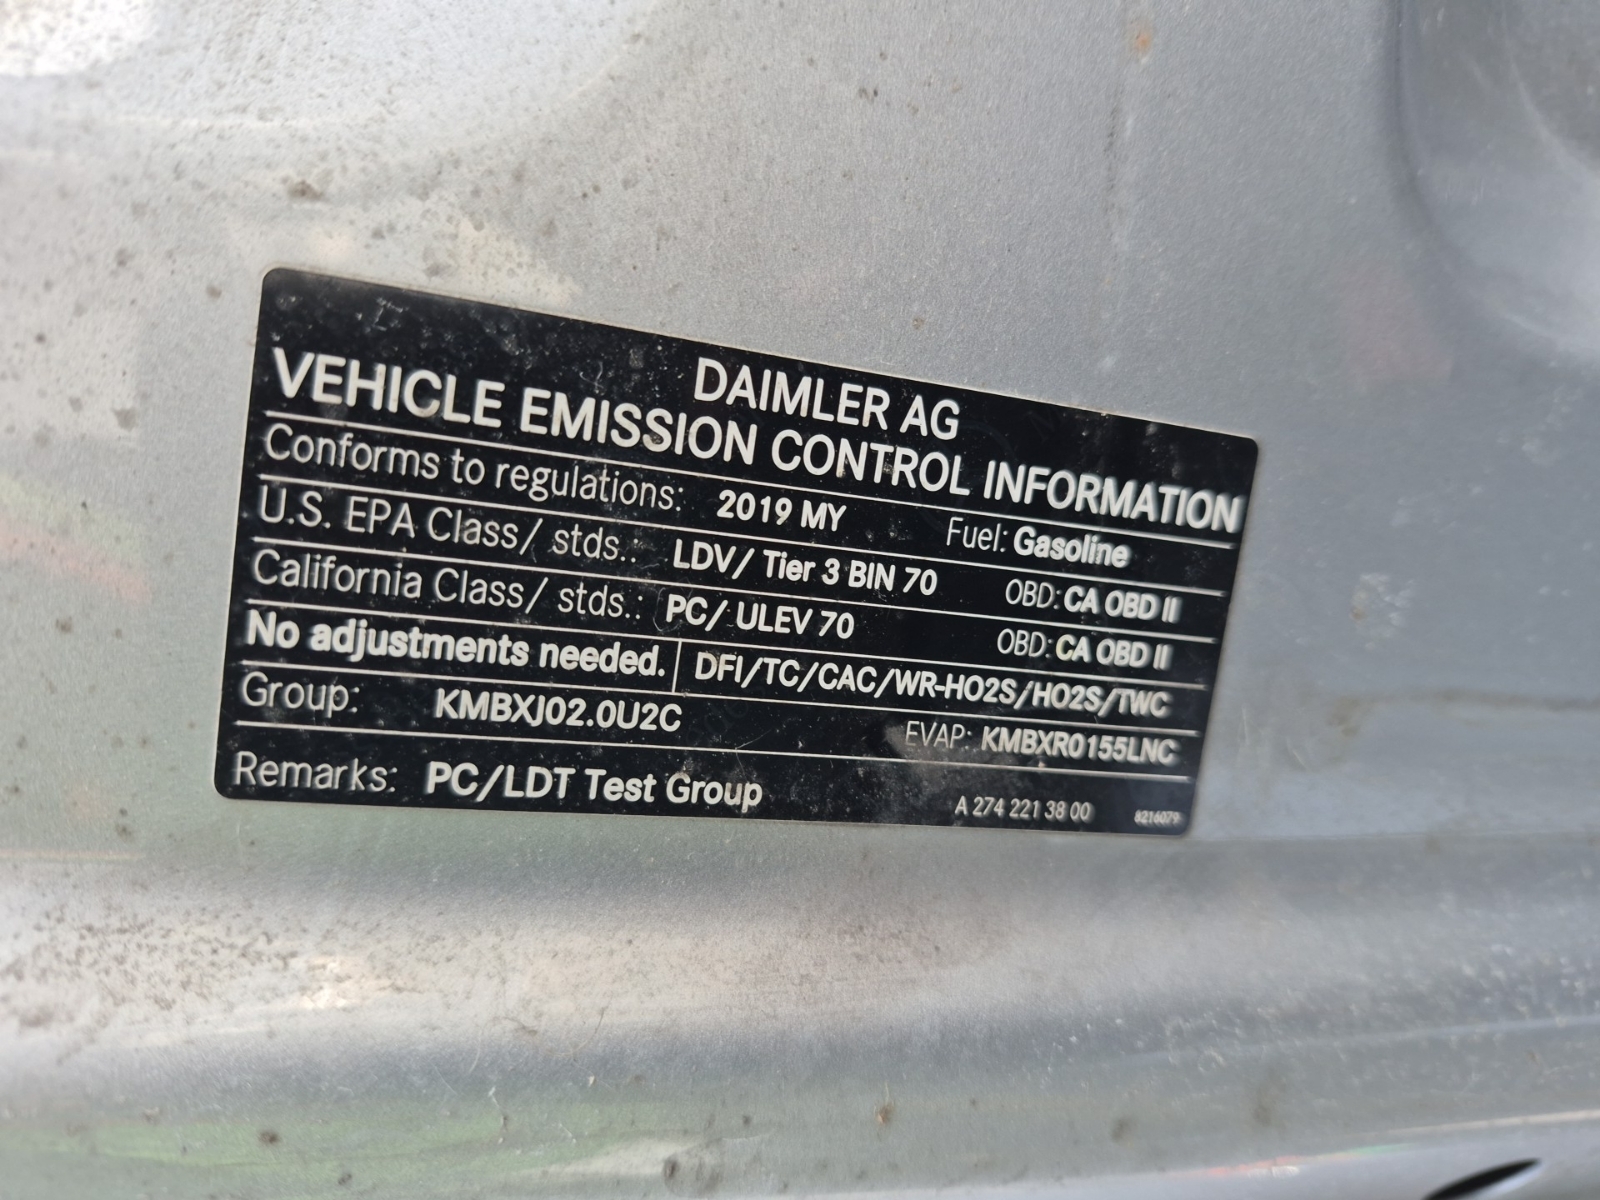 DAIMLER AG
VEHICLE EMISSION CONTROL INFORMATION
Conforms to regulations: 2019 MY Fuel: Gasoline
U.S. EPA Class/ stds.: LDV/ Tier 3 BIN 70 OBD: CA OBD II
California Class/ stds.: PC/ ULEV 70 OBD: CA OBD II
No adjustments needed. DFI/TC/CAC/WR-HO2S/HO2S/TWC
Group: KMBXJ02.0U2C EVAP: KMBXR0155LNC
Remarks: PC/LDT Test Group A 274 221 38 00 8216079